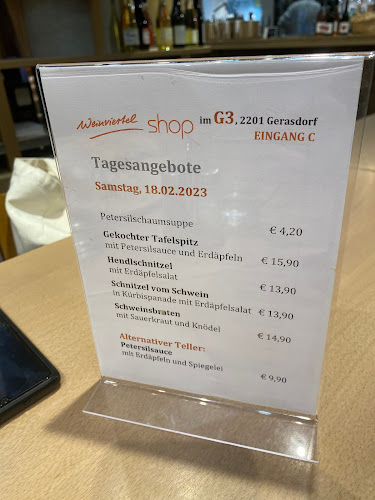 Weinviertel shop im G3, 2201 Gerasdorf
EINGANG C
Tagesangebote
Samstag, 18.02.2023
Petersilschaumsuppe € 4,20
Gekochter Tafelspitz
mit Petersilsauce und Erdäpfeln € 15,90
Hendlschnitzel
mit Erdäpfelsalat € 13,90
Schnitzel vom Schwein
in Kürbispanade mit Erdäpfelsalat € 13,90
Schweinsbraten
mit Sauerkraut und Knödel € 14,90
Alternativer Teller:
Petersilsauce
mit Erdäpfeln und Spiegelei € 9,90